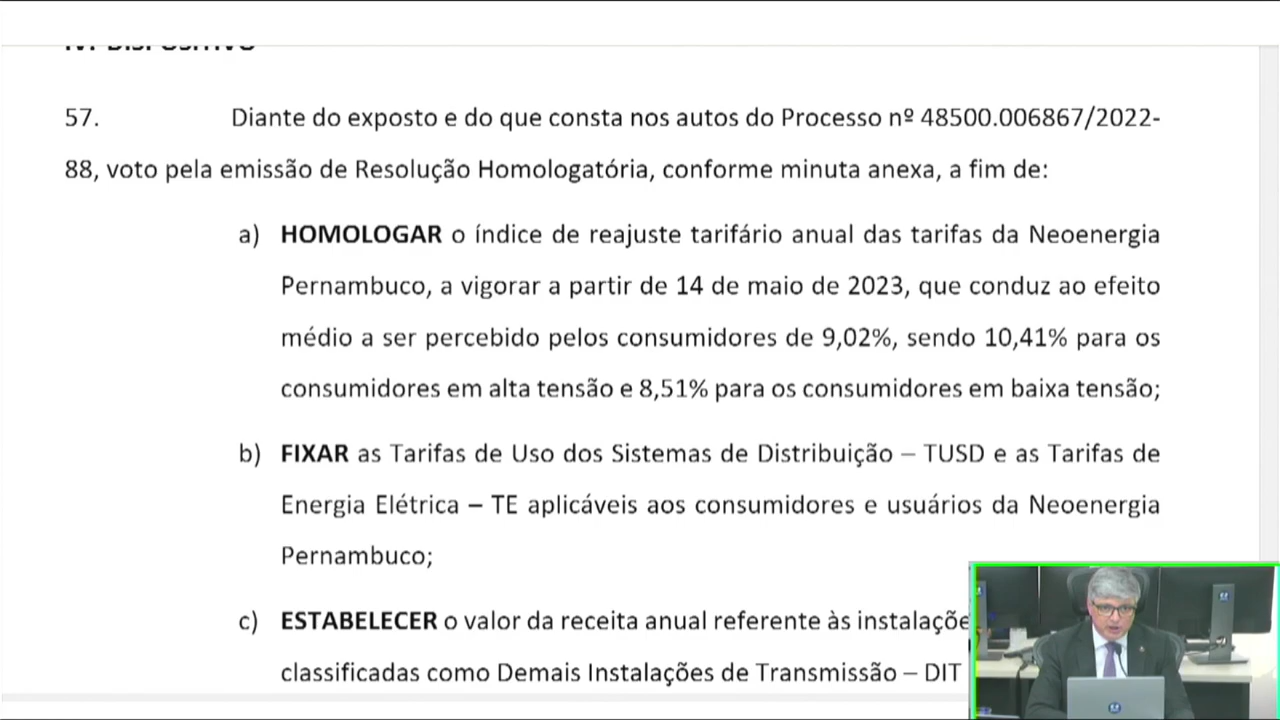 IV. DISPOSITIVO
57. Diante do exposto e do que consta nos autos do Processo nº 48500.006867/2022-
88, voto pela emissão de Resolução Homologatória, conforme minuta anexa, a fim de:
a) HOMOLOGAR o índice de reajuste tarifário anual das tarifas da Neoenergia
Pernambuco, a vigorar a partir de 14 de maio de 2023, que conduz ao efeito
médio a ser percebido pelos consumidores de 9,02%, sendo 10,41% para os
consumidores em alta tensão e 8,51% para os consumidores em baixa tensão;
b) FIXAR as Tarifas de Uso dos Sistemas de Distribuição – TUSD e as Tarifas de
Energia Elétrica – TE aplicáveis aos consumidores e usuários da Neoenergia
Pernambuco;
c) ESTABELECER o valor da receita anual referente às instalaçõe
classificadas como Demais Instalações de Transmissão – DIT